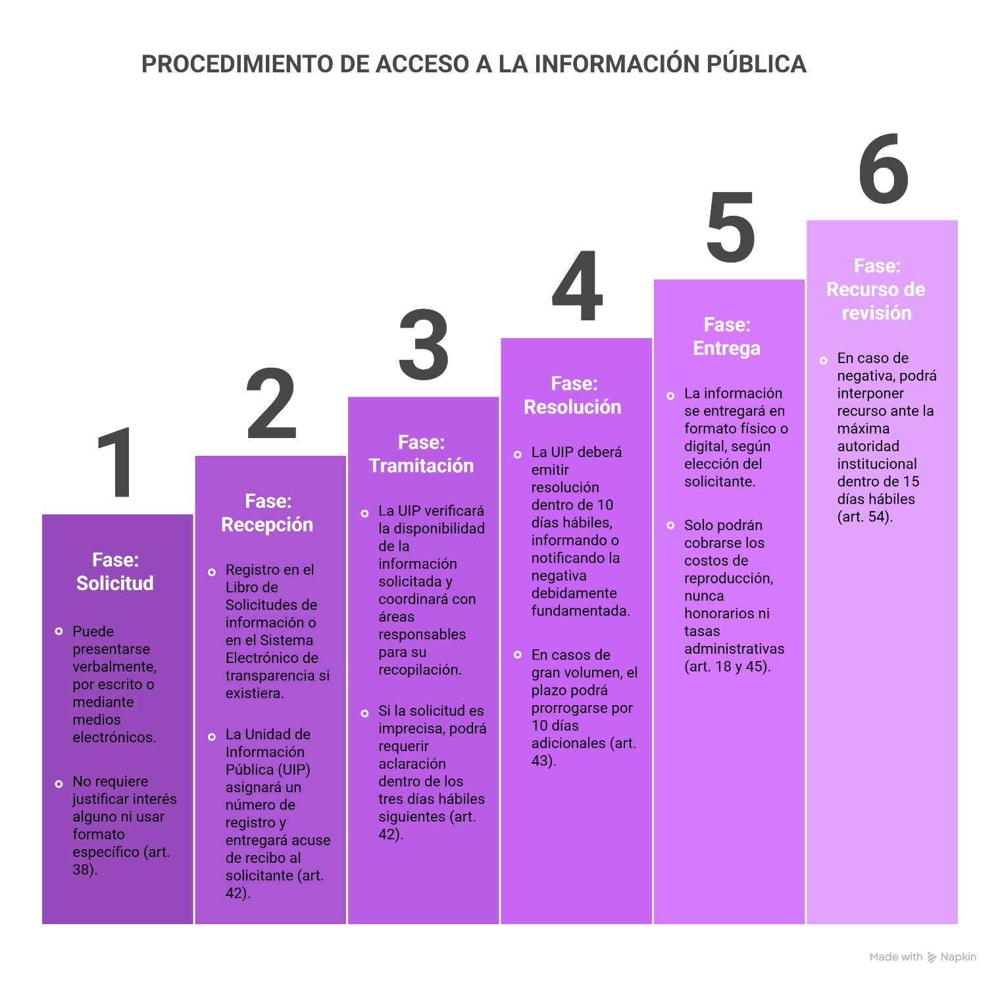 PROCEDIMIENTO DE ACCESO A LA INFORMACIÓN PÚBLICA
1
Fase:
Solicitud
Puede
presentarse
verbalmente,
por escrito o
mediante
medios
electrónicos.
No requiere
justificar interés
alguno ni usar
formato
específico (art.
38).
2
Fase:
Recepción
Registro en el
Libro de
Solicitudes de
información o
en el Sistema
Electrónico de
transparencia si
existiera.
La Unidad de
Información
Pública (UIP)
asignará un
número de
registro y
entregará acuse
de recibo al
solicitante (art.
42).
3
Fase:
Tramitación
La UIP verificará
la disponibilidad
de la
información
solicitada y
coordinará con
áreas
responsables
para su
recopilación.
Si la solicitud es
imprecisa, podrá
requerir
aclaración
dentro de los
tres días hábiles
siguientes (art.
42).
4
Fase:
Resolución
La UIP deberá
emitir
resolución
dentro de 10
días hábiles,
informando o
notificando la
negativa
debidamente
fundamentada.
En casos de
gran volumen, el
plazo podrá
prorrogarse por
10 días
adicionales (art.
43).
5
Fase:
Entrega
La información
se entregará en
formato físico o
digital, según
elección del
solicitante.
Solo podrán
cobrarse los
costos de
reproducción,
nunca
honorarios ni
tasas
administrativas
(art. 18 y 45).
6
Fase:
Recurso de
revisión
En caso de
negativa, podrá
interponer
recurso ante la
máxima
autoridad
institucional
dentro de 15
días hábiles
(art. 54).
Made with Napkin